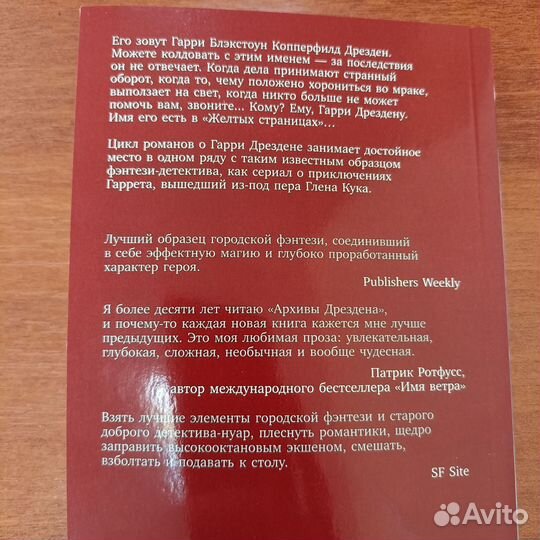 Его зовут Гарри Блэкстоун Копперфилд Дрезден.
Можете колдовать с этим именем — за последствия
он не отвечает. Когда дела принимают странный
оборот, когда то, чему положено хорониться во мраке,
выползает на свет, когда никто больше не может
помочь вам, звоните... Кому? Ему, Гарри Дрездену.
Имя его есть в «Желтых страницах»...
Цикл романов о Гарри Дрездене занимает достойное
место в одном ряду с таким известным образцом
фэнтези-детектива, как сериал о приключениях
Гаррета, вышедший из-под пера Глена Кука.
Лучший образец городской фэнтези, соединивший
в себе эффектную магию и глубоко проработанный
характер героя.
Publishers Weekly
Я более десяти лет читаю «Архивы Дрездена»,
и почему-то каждая новая книга кажется мне лучше
предыдущих. Это моя любимая проза: увлекательная,
глубокая, сложная, необычная и вообще чудесная.
Патрик Ротфусс,
автор международного бестселлера «Имя ветра»
Взять лучшие элементы городской фэнтези и старого
доброго детектива-нуар, плеснуть романтики, щедро
заправить высокооктановым экшеном, смешать,
взболтать и подавать к столу.
SF Site
Avito